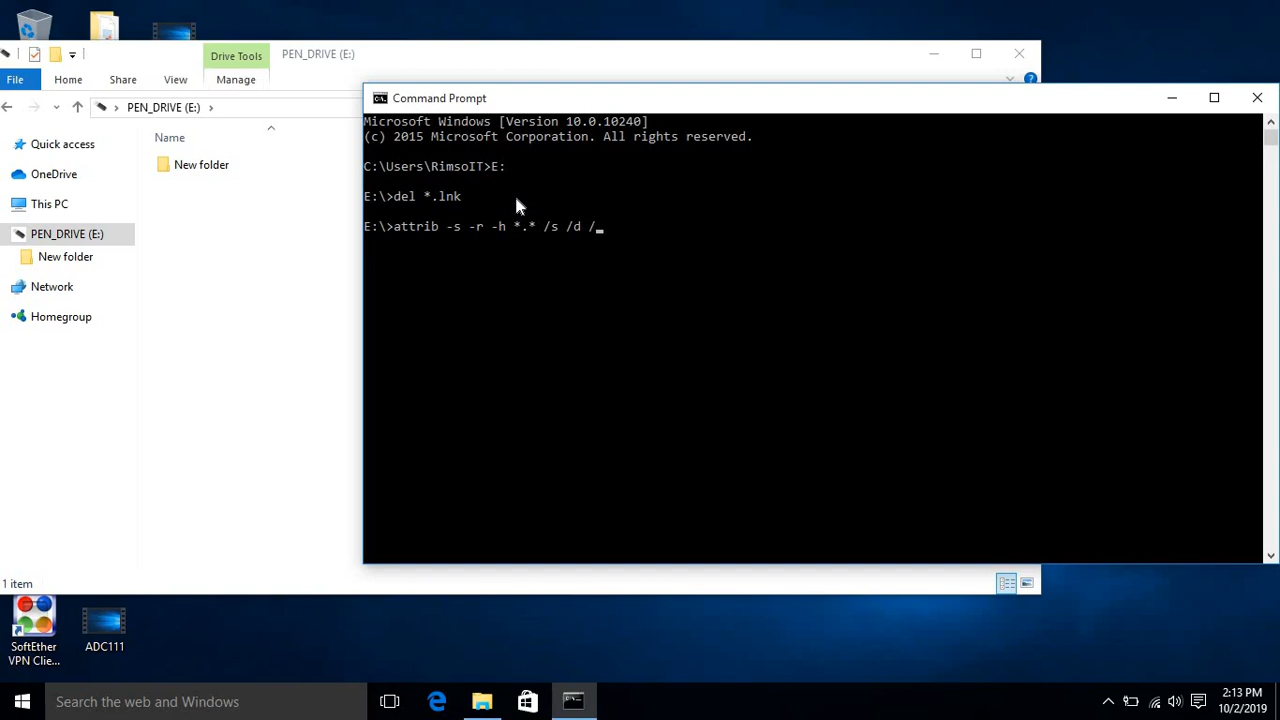 Drive Tools
PEN_DRIVE (E:)
File
Home
Share
View
Manage
PEN_DRIVE (E:)
Name
Quick access
OneDrive
This PC
PEN_DRIVE (E:)
New folder
Network
Homegroup
New folder
1 item
Command Prompt
Microsoft Windows [Version 10.0.10240]
(c) 2015 Microsoft Corporation. All rights reserved.
C:\Users\RimsoIT>E:
E:\>del *.lnk
E:\>attrib -s -r -h *.* /s /d /_
SoftEther
VPN Clie...
ADC111
Search the web and Windows
2:13 PM
10/2/2019